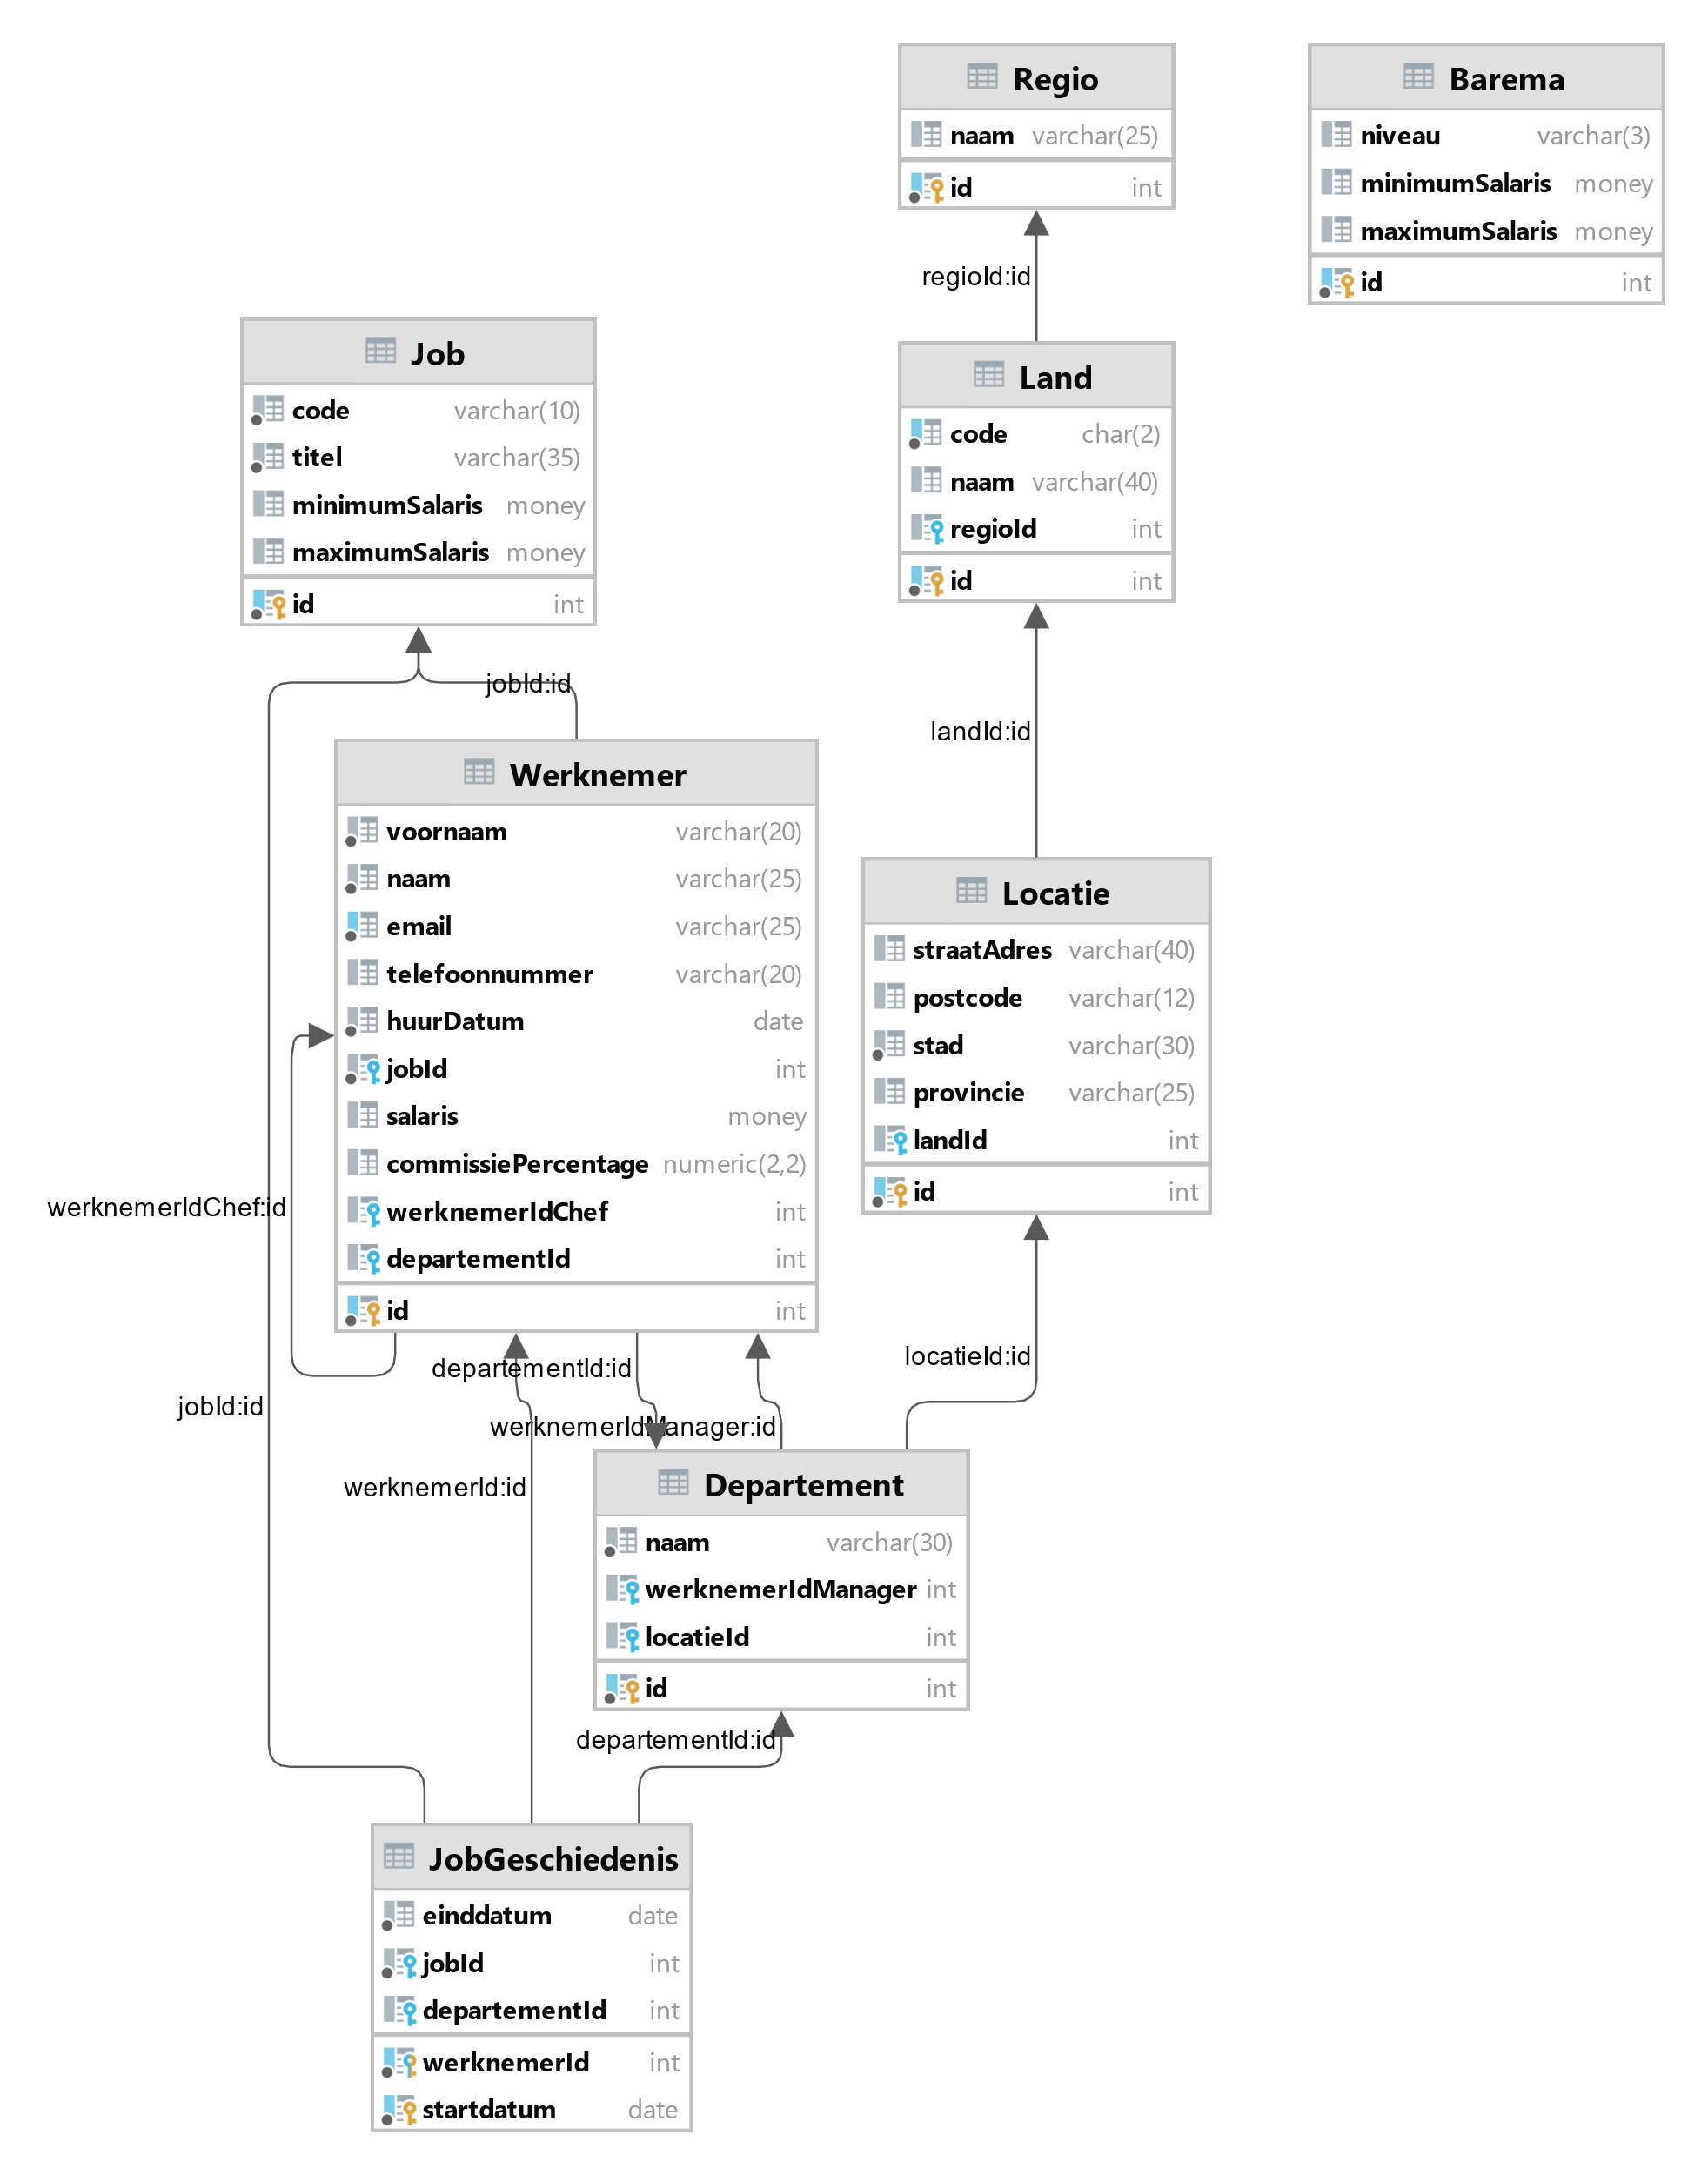 Regio
naam varchar(25)
id int
Barema
niveau varchar(3)
minimumSalaris money
maximumSalaris money
id int
regioId:id
Job
code varchar(10)
titel varchar(35)
minimumSalaris money
maximumSalaris money
id int
Land
code char(2)
naam varchar(40)
regioId int
id int
jobId:id
landId:id
Werknemer
voornaam varchar(20)
naam varchar(25)
email varchar(25)
telefoonnummer varchar(20)
huurDatum date
jobId int
salaris money
commissiePercentage numeric(2,2)
werknemerIdChef int
departementId int
id int
Locatie
straatAdres varchar(40)
postcode varchar(12)
stad varchar(30)
provincie varchar(25)
landId int
id int
werknemerIdChef:id
departementId:id
locatieId:id
jobId:id
werknemerIdManager:id
werknemerId:id
Departement
naam varchar(30)
werknemerIdManager int
locatieId int
id int
departementId:id
JobGeschiedenis
einddatum date
jobId int
departementId int
werknemerId int
startdatum date